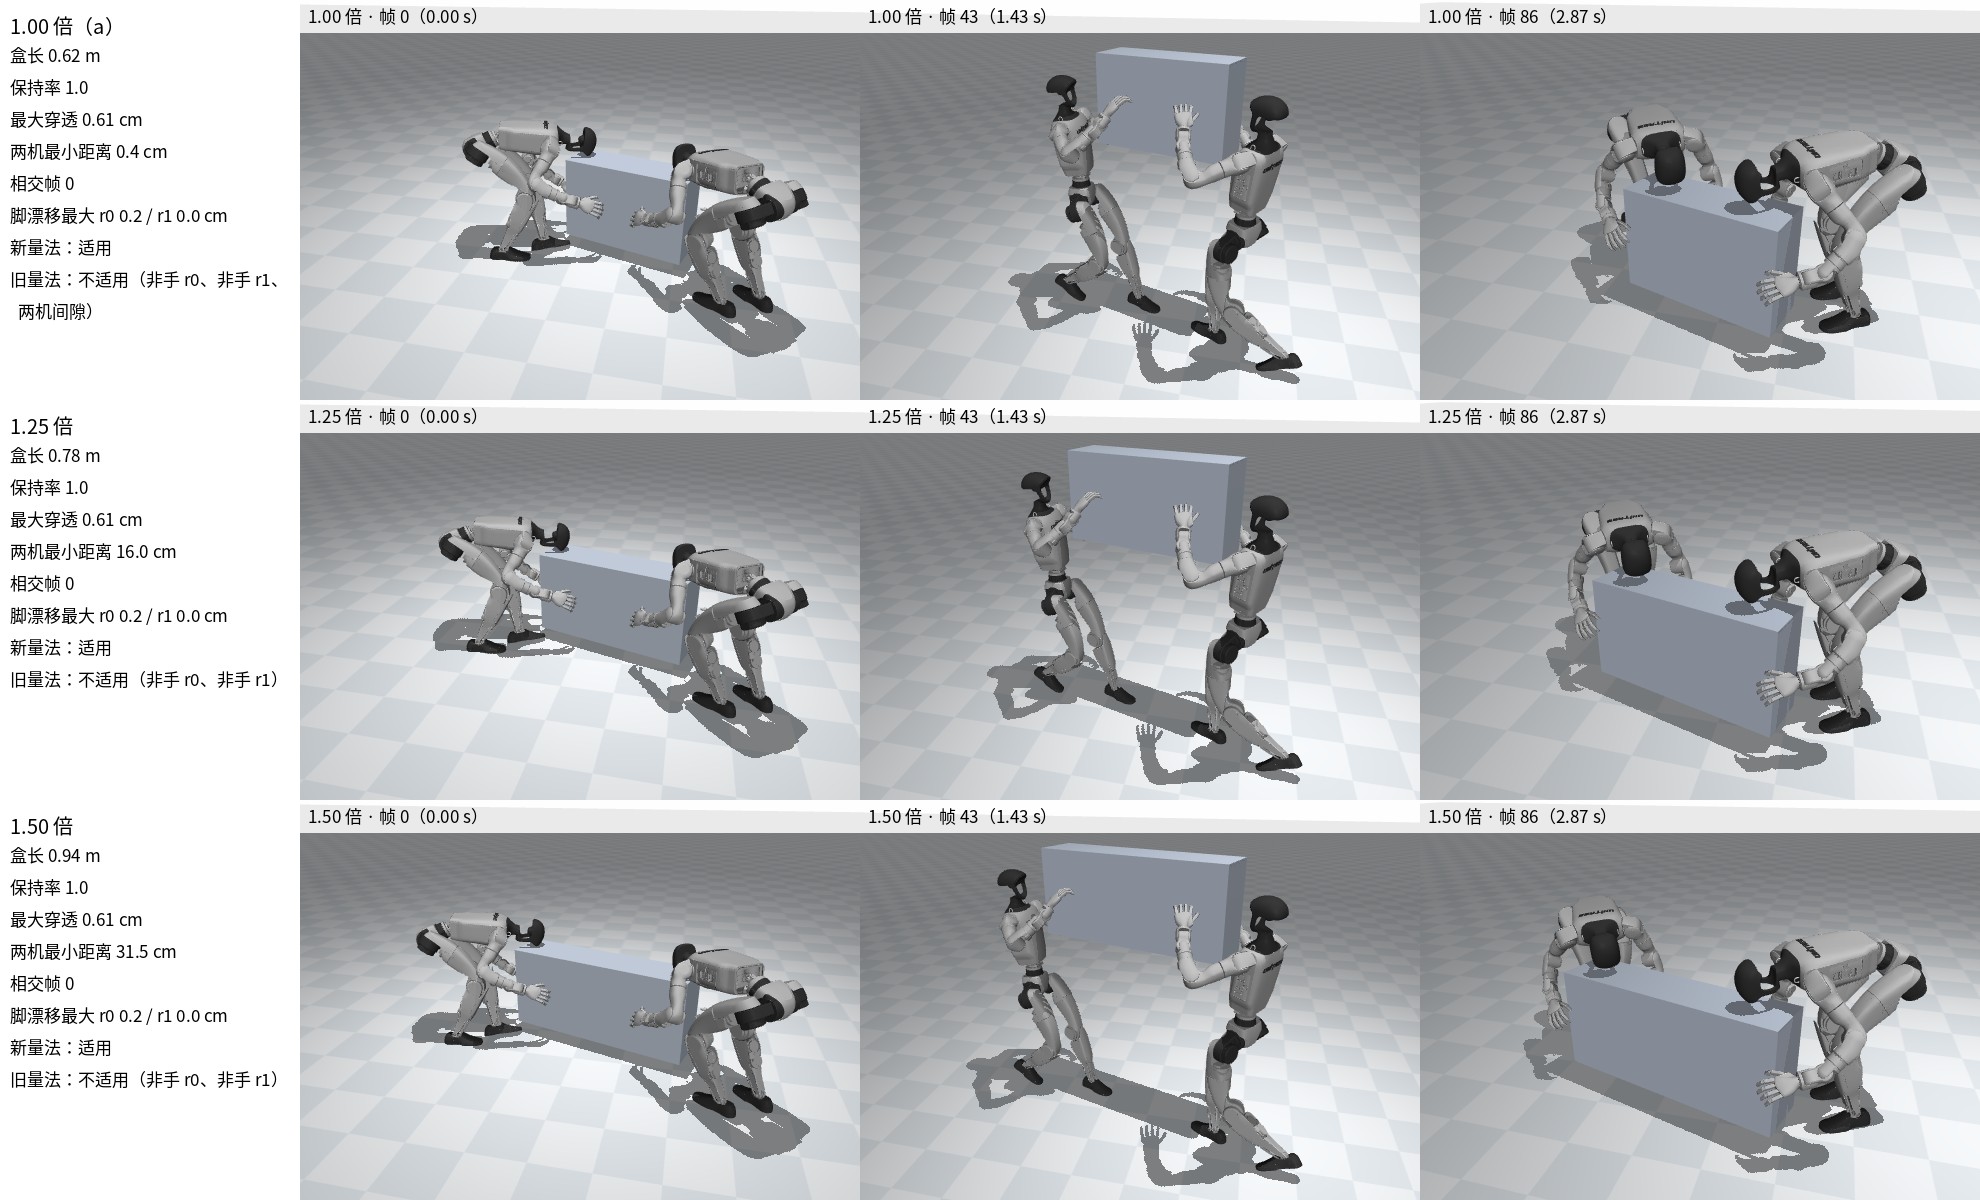 1.00 倍（a）
盒长 0.62 m
保持率 1.0
最大穿透 0.61 cm
两机最小距离 0.4 cm
相交帧 0
脚漂移最大 r0 0.2 / r1 0.0 cm
新量法：适用
旧量法：不适用（非手 r0、非手 r1、
两机间隙）
1.00 倍 · 帧 0（0.00 s）
1.00 倍 · 帧 43（1.43 s）
1.00 倍 · 帧 86（2.87 s）
1.25 倍
盒长 0.78 m
保持率 1.0
最大穿透 0.61 cm
两机最小距离 16.0 cm
相交帧 0
脚漂移最大 r0 0.2 / r1 0.0 cm
新量法：适用
旧量法：不适用（非手 r0、非手 r1）
1.25 倍 · 帧 0（0.00 s）
1.25 倍 · 帧 43（1.43 s）
1.25 倍 · 帧 86（2.87 s）
1.50 倍
盒长 0.94 m
保持率 1.0
最大穿透 0.61 cm
两机最小距离 31.5 cm
相交帧 0
脚漂移最大 r0 0.2 / r1 0.0 cm
新量法：适用
旧量法：不适用（非手 r0、非手 r1）
1.50 倍 · 帧 0（0.00 s）
1.50 倍 · 帧 43（1.43 s）
1.50 倍 · 帧 86（2.87 s）